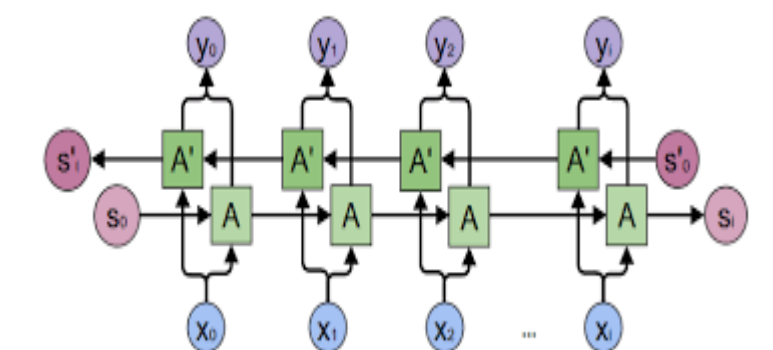 y₀ y₁ y₂ yᵢ
s'ᵢ A' A' A' A' s'₀
s₀ A A A A sᵢ
x₀ x₁ x₂ ... xᵢ